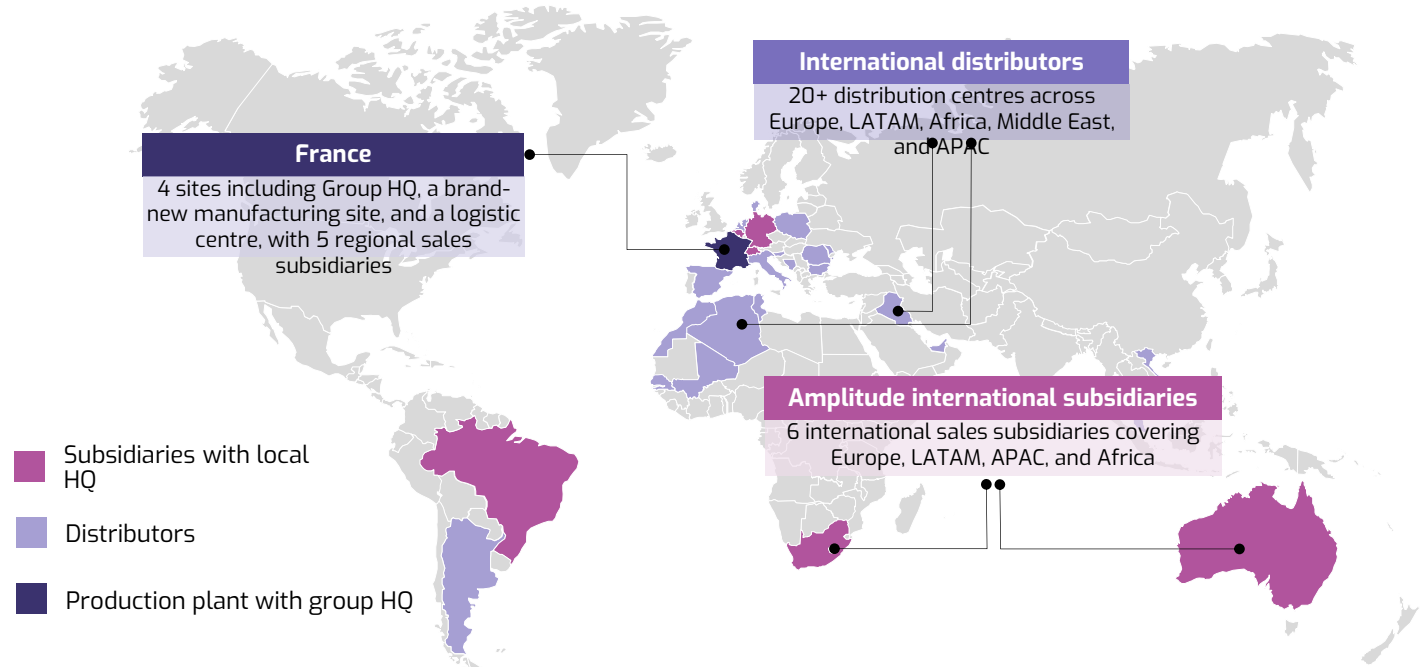 International distributors
20+ distribution centres across
Europe, LATAM, Africa, Middle East,
and APAC
France
4 sites including Group HQ, a brand-
new manufacturing site, and a logistic
centre, with 5 regional sales
subsidiaries
Amplitude international subsidiaries
6 international sales subsidiaries covering
Europe, LATAM, APAC, and Africa
Subsidiaries with local
HQ
Distributors
Production plant with group HQ